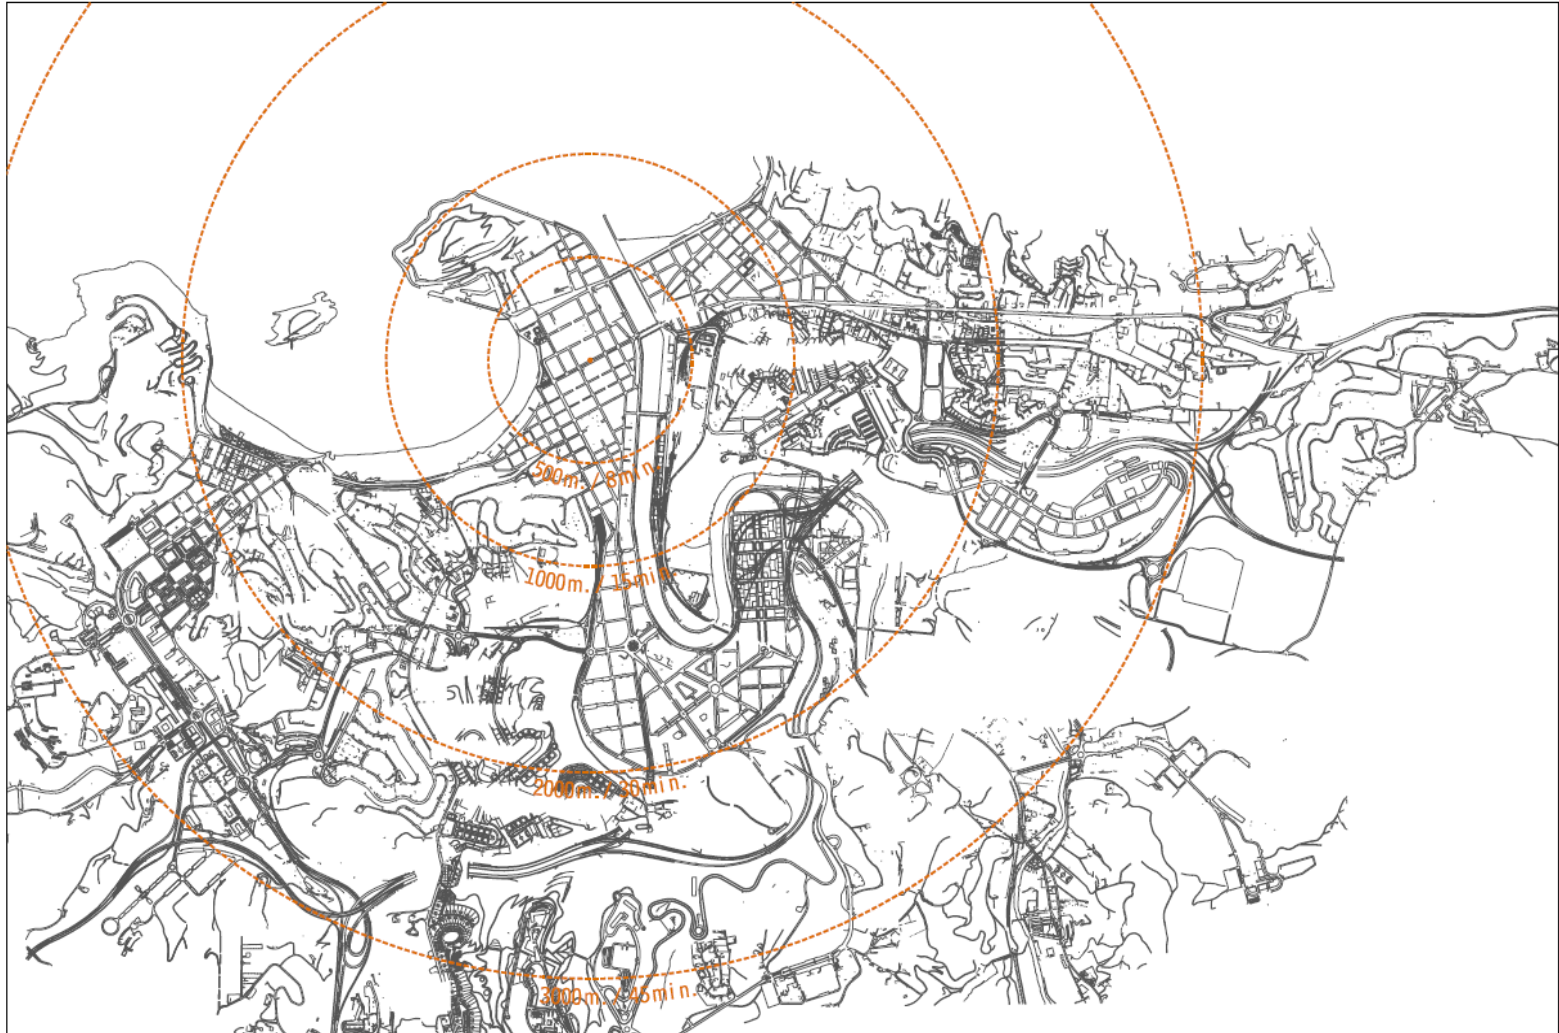 500m. / 8min.
1000m. / 15min.
2000m. / 30min.
3000m. / 45min.